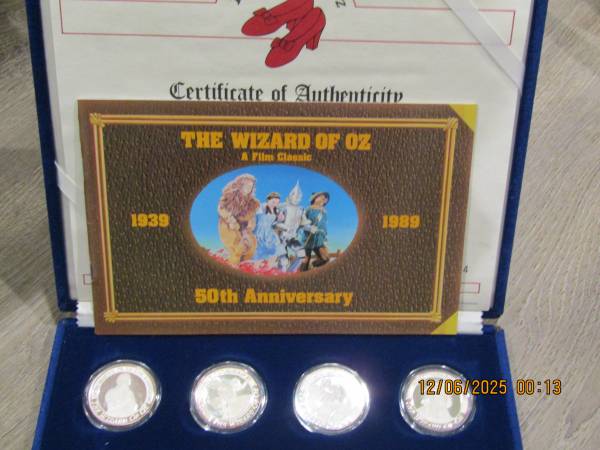 Certificate of Authenticity
THE WIZARD OF OZ
A Film Classic
1939
1989
50th Anniversary
12/06/2025 00:13